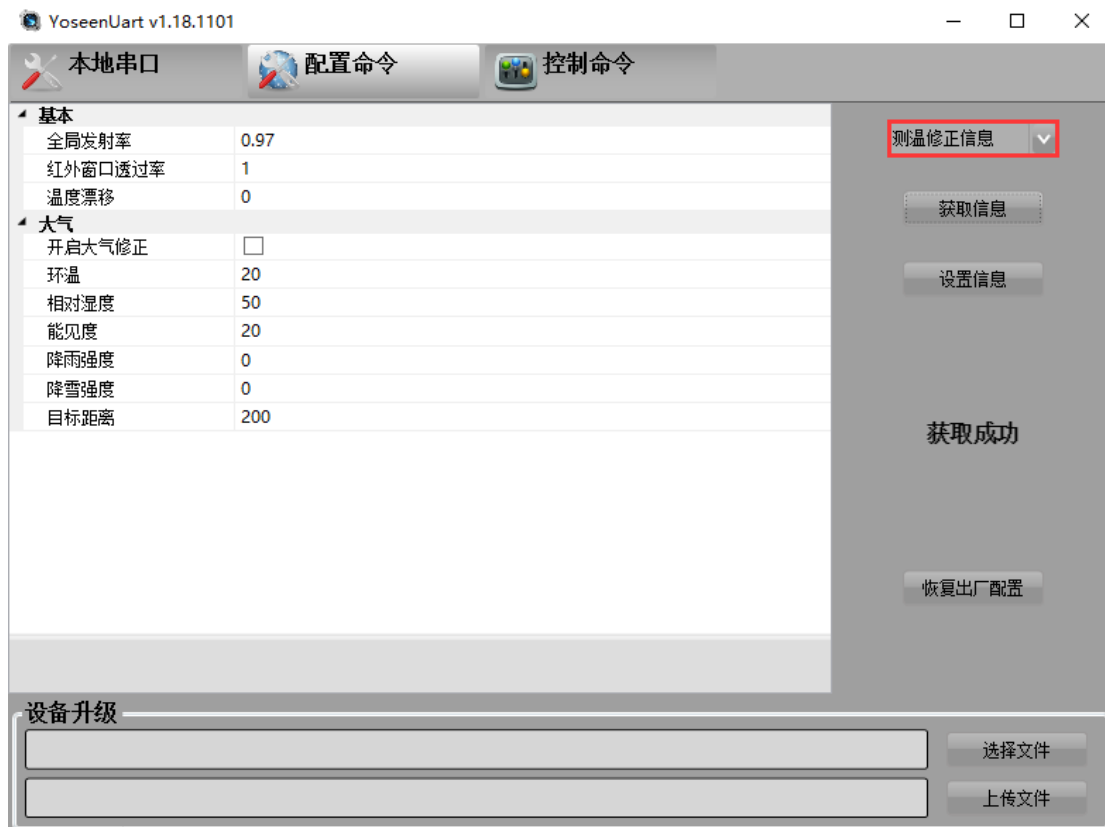 YoseenUart v1.18.1101
本地串口 配置命令 控制命令
基本
全局发射率 0.97
红外窗口透过率 1
温度漂移 0
大气
开启大气修正
环温 20
相对湿度 50
能见度 20
降雨强度 0
降雪强度 0
目标距离 200
测温修正信息
获取信息
设置信息
获取成功
恢复出厂配置
设备升级
选择文件
上传文件